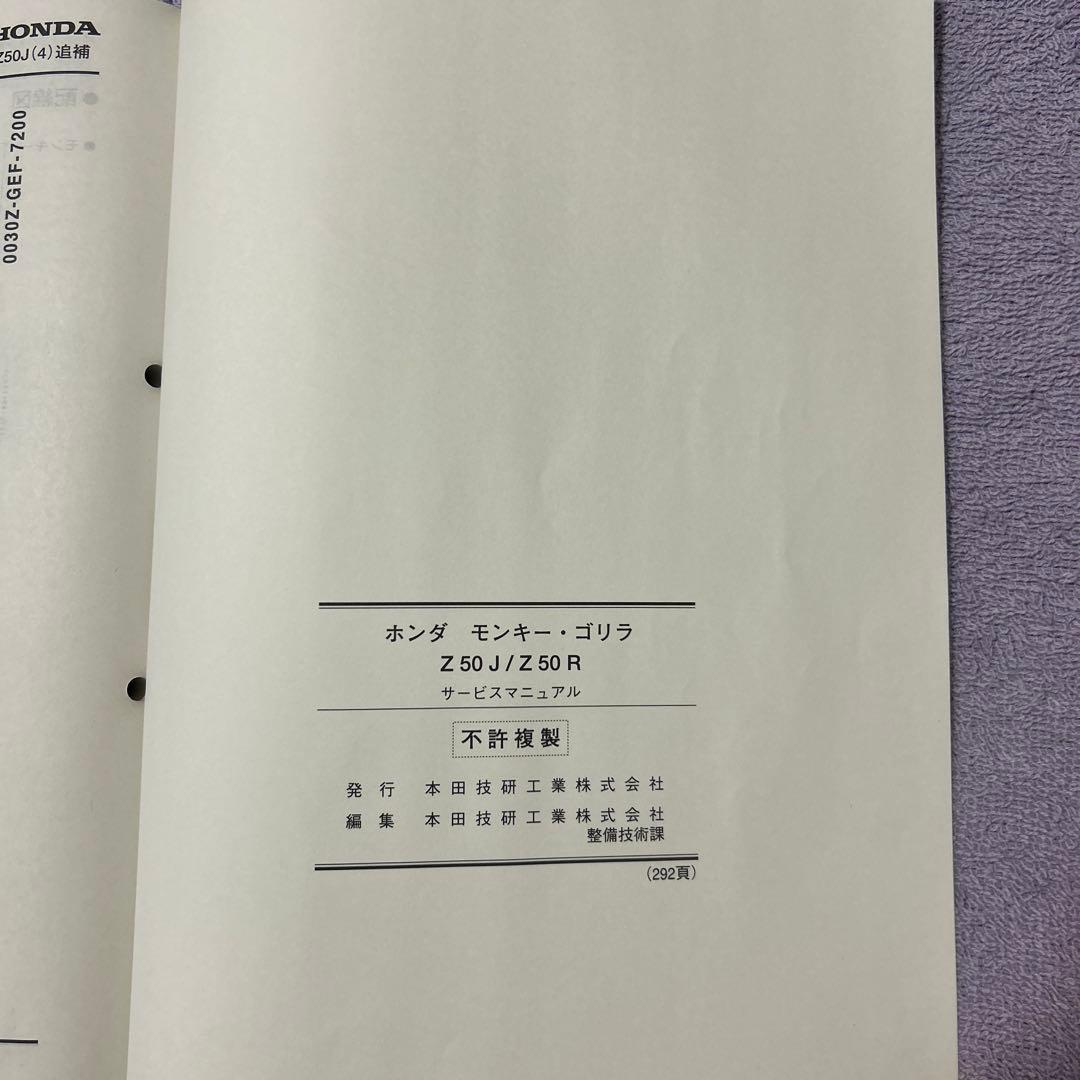 HONDA
Z50J(4)追補
0030Z-GEF-7200
ホンダ　モンキー・ゴリラ
Z50J/Z50R
サービスマニュアル
不許複製
発行　本田技研工業株式会社
編集　本田技研工業株式会社
整備技術課
(292頁)